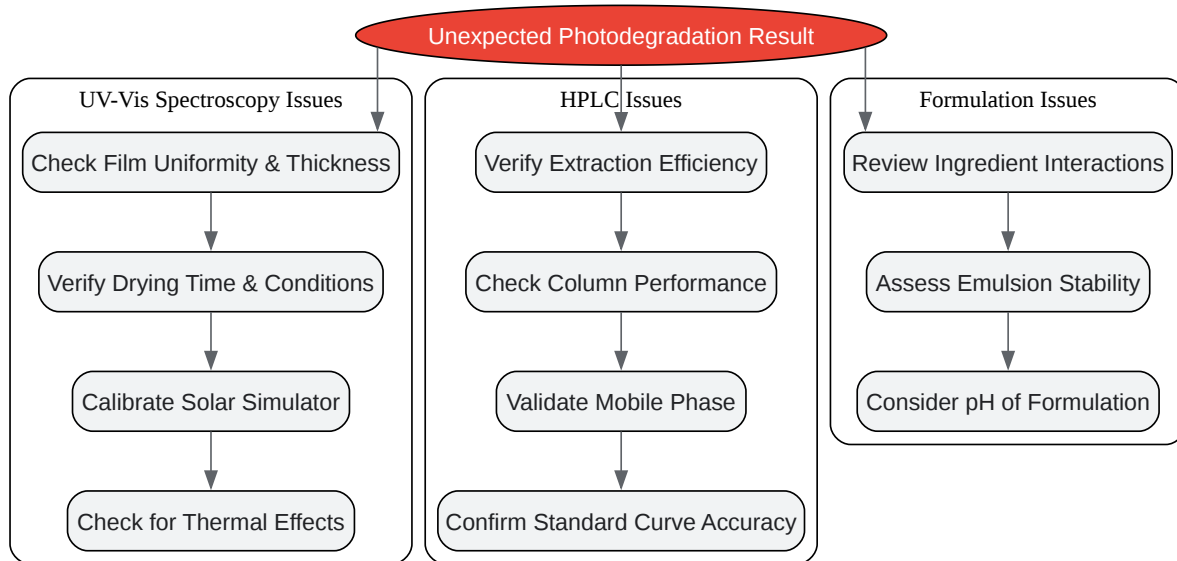 Unexpected Photodegradation Result
UV-Vis Spectroscopy Issues
Check Film Uniformity & Thickness
Verify Drying Time & Conditions
Calibrate Solar Simulator
Check for Thermal Effects
HPLC Issues
Verify Extraction Efficiency
Check Column Performance
Validate Mobile Phase
Confirm Standard Curve Accuracy
Formulation Issues
Review Ingredient Interactions
Assess Emulsion Stability
Consider pH of Formulation